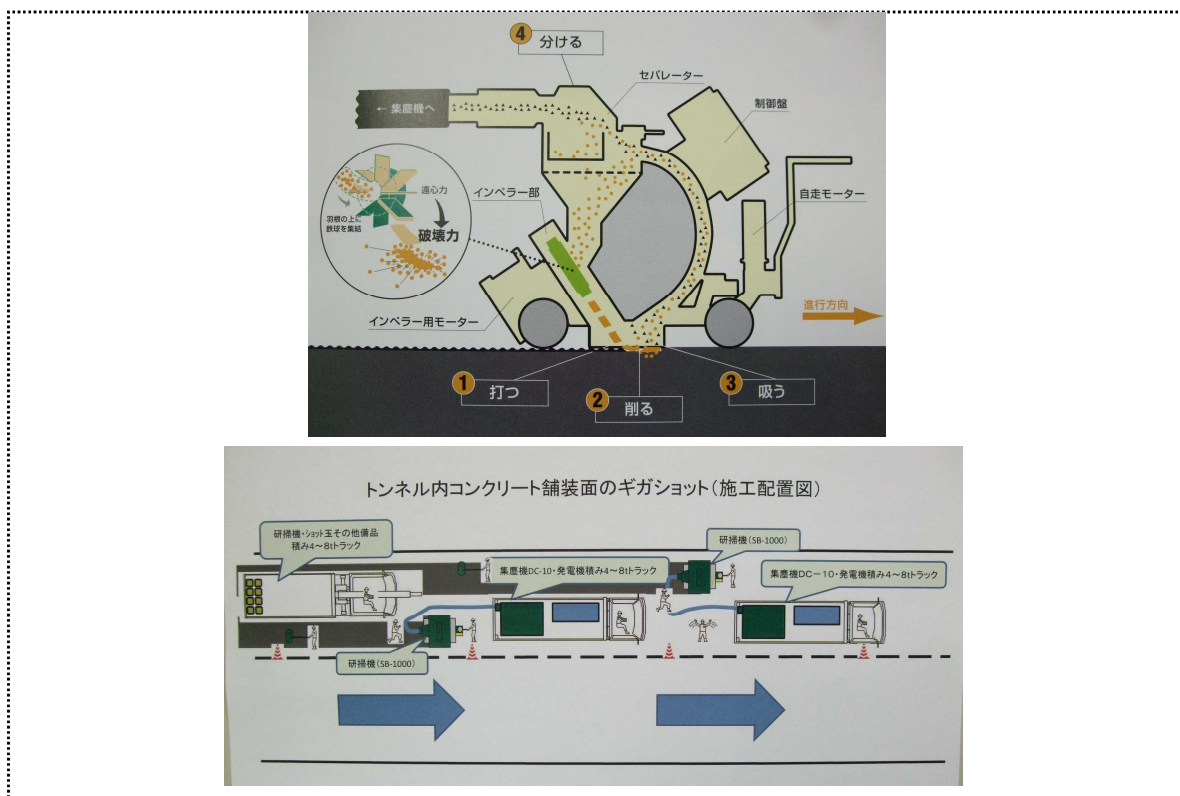 4 分ける
セパレーター
← 集塵機へ
制御盤
遠心力
インペラー部
自走モーター
羽根の上に
鉄球を集結
破壊力
進行方向
インペラー用モーター
1 打つ
2 削る
3 吸う
トンネル内コンクリート舗装面のギガショット(施工配置図)
研掃機・ショット玉その他備品
積み4~8tトラック
研掃機(SB-1000)
集塵機DC-10・発電機積み4~8tトラック
集塵機DC-10・発電機積み4~8tトラック
研掃機(SB-1000)